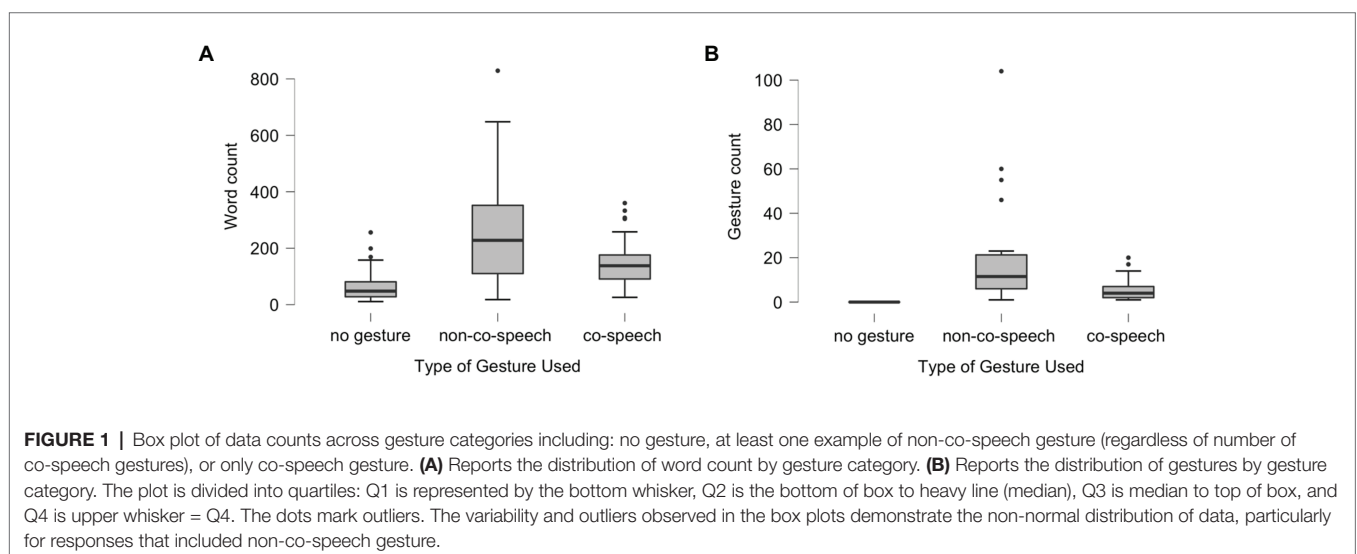 A
B
800
600
400
200
0
Word count
no gesture
non-co-speech
co-speech
Type of Gesture Used
100
80
60
40
20
0
Gesture count
no gesture
non-co-speech
co-speech
Type of Gesture Used
FIGURE 1 | Box plot of data counts across gesture categories including: no gesture, at least one example of non-co-speech gesture (regardless of number of
co-speech gestures), or only co-speech gesture. (A) Reports the distribution of word count by gesture category. (B) Reports the distribution of gestures by gesture
category. The plot is divided into quartiles: Q1 is represented by the bottom whisker, Q2 is the bottom of box to heavy line (median), Q3 is median to top of box, and
Q4 is upper whisker = Q4. The dots mark outliers. The variability and outliers observed in the box plots demonstrate the non-normal distribution of data, particularly
for responses that included non-co-speech gesture.